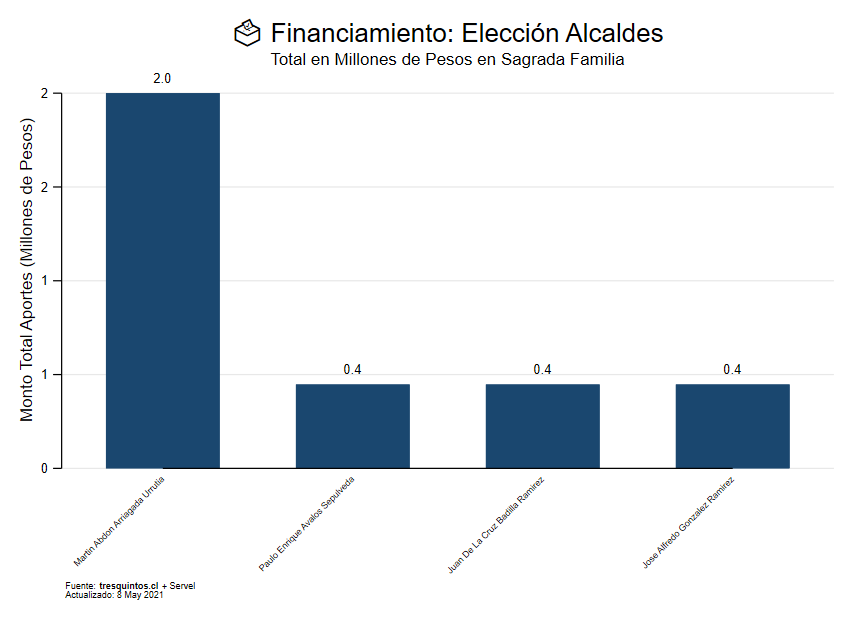 Financiamiento: Elección Alcaldes
Total en Millones de Pesos en Sagrada Familia
Monto Total Aportes (Millones de Pesos)
2
2
1
1
0
2.0
0.4
0.4
0.4
Martin Abdon Arriagada Urrutia
Paulo Enrique Avalos Sepulveda
Juan De La Cruz Badilla Ramirez
Jose Alfredo Gonzalez Ramirez
Fuente: tresquintos.cl + Servel
Actualizado: 8 May 2021